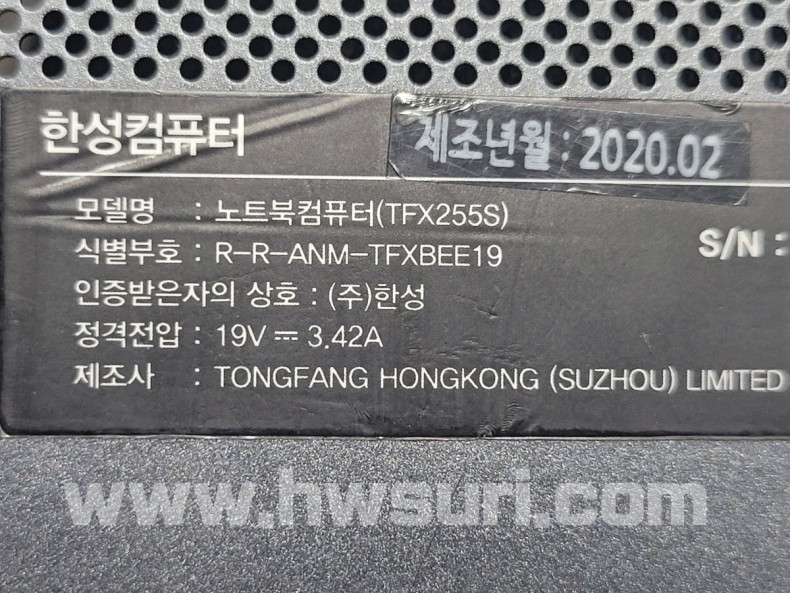 한성컴퓨터 제조년월 : 2020.02
모델명 : 노트북컴퓨터(TFX255S)
S/N :
식별부호 : R-R-ANM-TFXBEE19
인증받은자의 상호 : (주)한성
정격전압 : 19V ⎓ 3.42A
제조사 : TONGFANG HONGKONG (SUZHOU) LIMITED
www.hwsuri.com